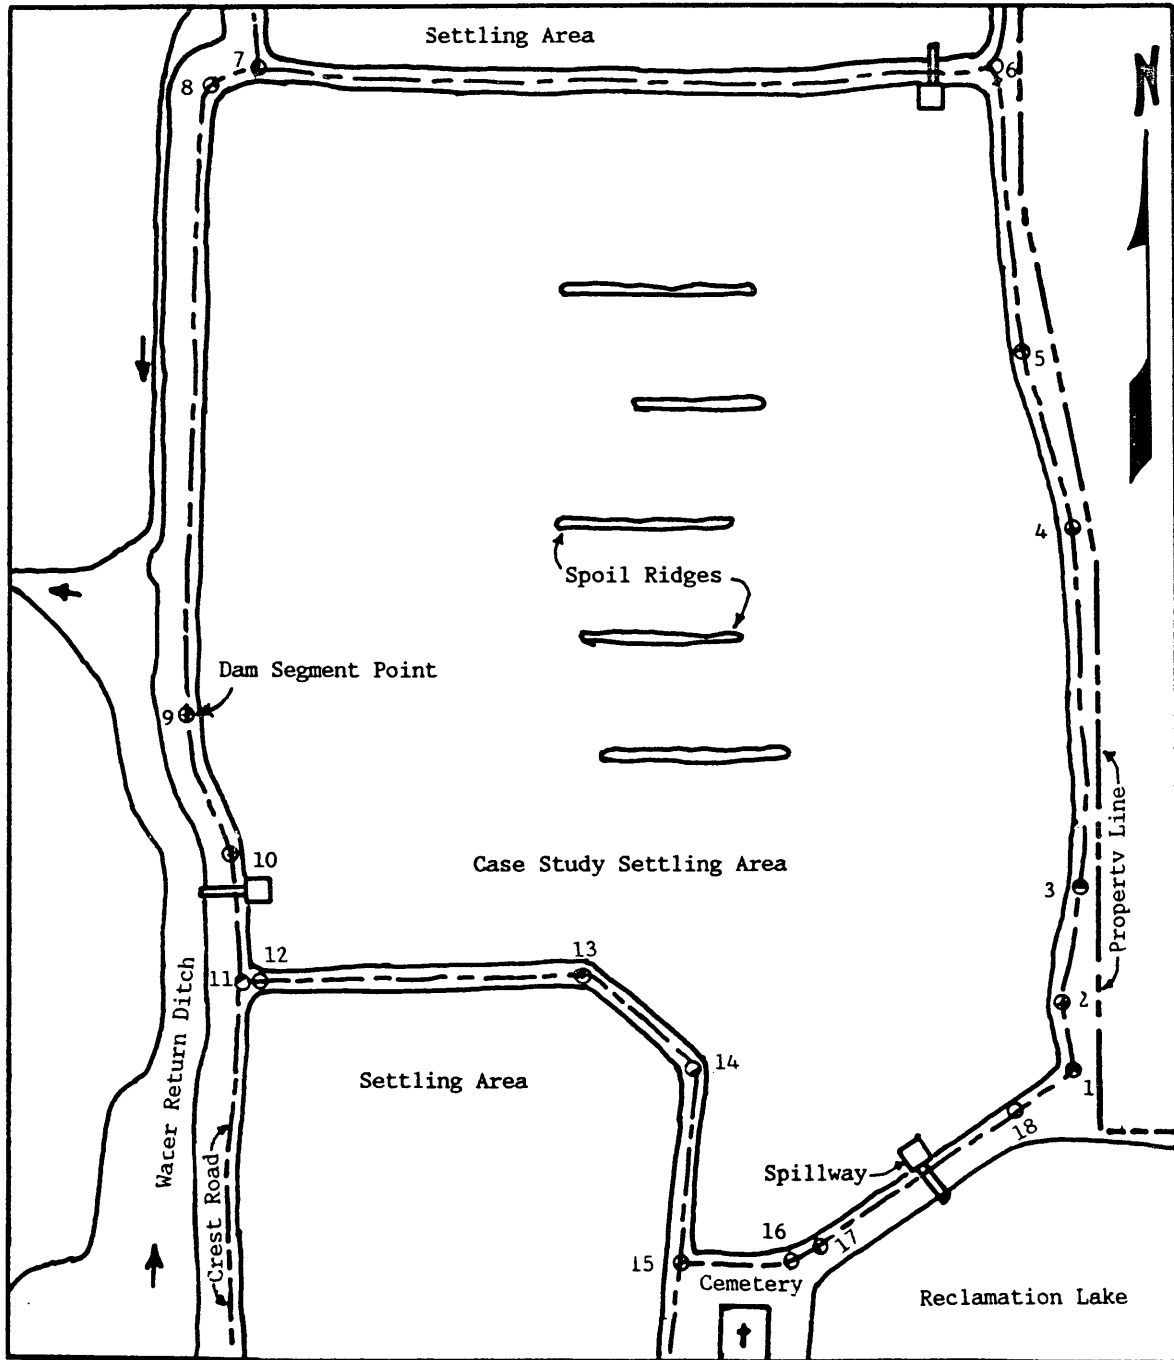 Settling Area
7
6
8
N
5
4
Spoil Ridges
Dam Segment Point
9
10
Case Study Settling Area
3
Property Line
12
13
11
2
Water Return Ditch
14
Settling Area
1
18
Crest Road
Spillway
16
17
15
Cemetery
Reclamation Lake